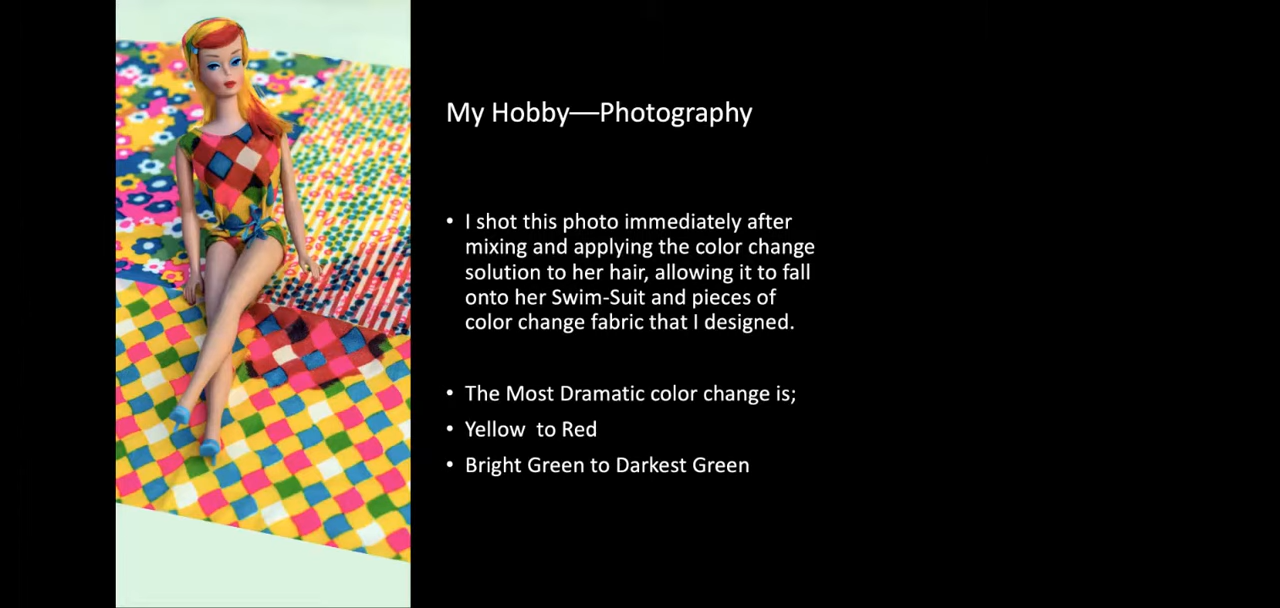 My Hobby—Photography
• I shot this photo immediately after
mixing and applying the color change
solution to her hair, allowing it to fall
onto her Swim-Suit and pieces of
color change fabric that I designed.
• The Most Dramatic color change is;
• Yellow  to Red
• Bright Green to Darkest Green